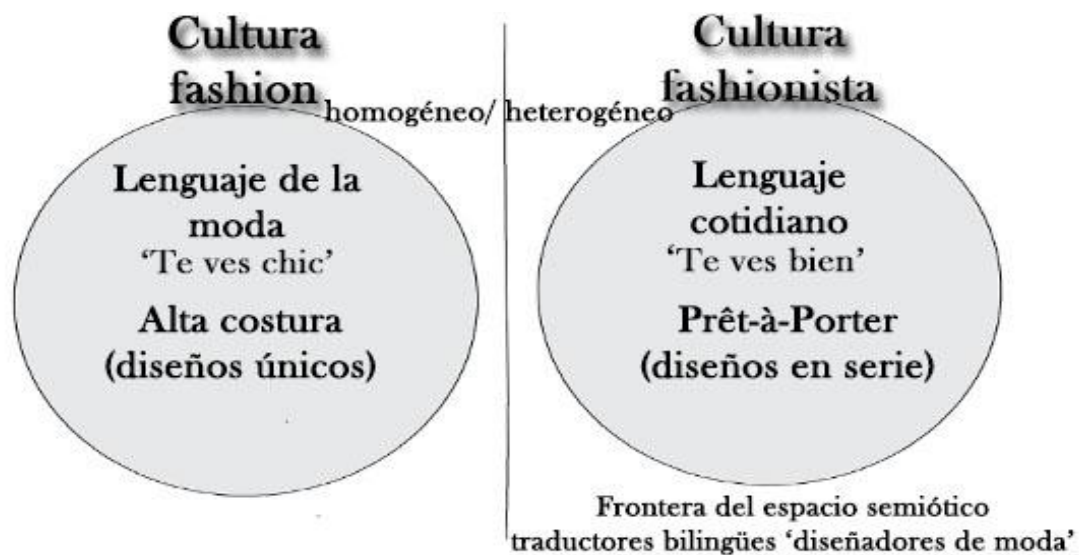 Cultura
fashion
homogéneo/
Lenguaje de la
moda
‘Te ves chic’
Alta costura
(diseños únicos)
Cultura
fashionista
heterogéneo
Lenguaje
cotidiano
‘Te ves bien’
Prêt-à-Porter
(diseños en serie)
Frontera del espacio semiótico
traductores bilingües ‘diseñadores de moda’